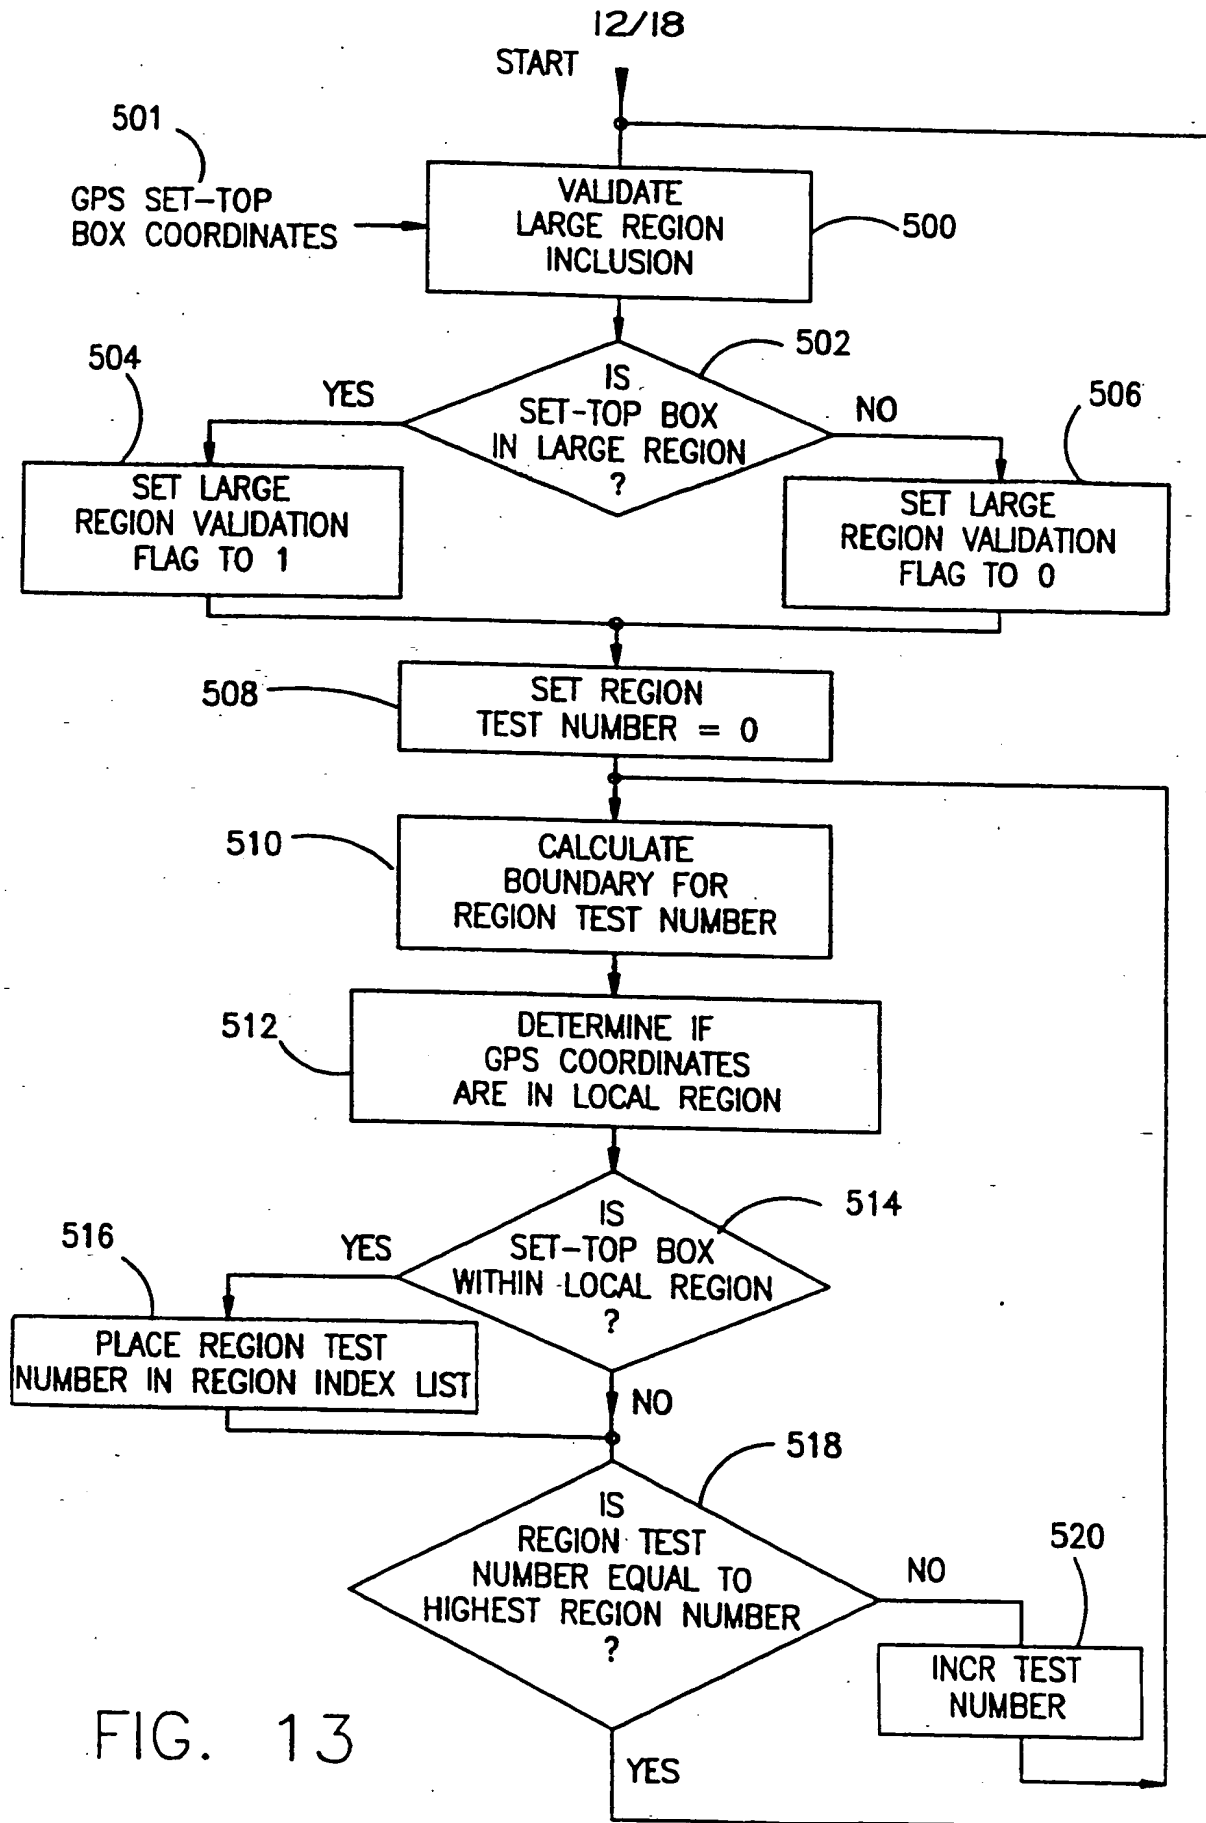 12/18
START
501
GPS SET-TOP
BOX COORDINATES
VALIDATE
LARGE REGION
INCLUSION
500
502
IS
SET-TOP BOX
IN LARGE REGION
?
YES
NO
504
506
SET LARGE
REGION VALIDATION
FLAG TO 1
SET LARGE
REGION VALIDATION
FLAG TO 0
508
SET REGION
TEST NUMBER = 0
510
CALCULATE
BOUNDARY FOR
REGION TEST NUMBER
512
DETERMINE IF
GPS COORDINATES
ARE IN LOCAL REGION
514
IS
SET-TOP BOX
WITHIN LOCAL REGION
?
YES
516
PLACE REGION TEST
NUMBER IN REGION INDEX LIST
NO
518
IS
REGION TEST
NUMBER EQUAL TO
HIGHEST REGION NUMBER
?
NO
520
INCR TEST
NUMBER
YES
FIG. 13